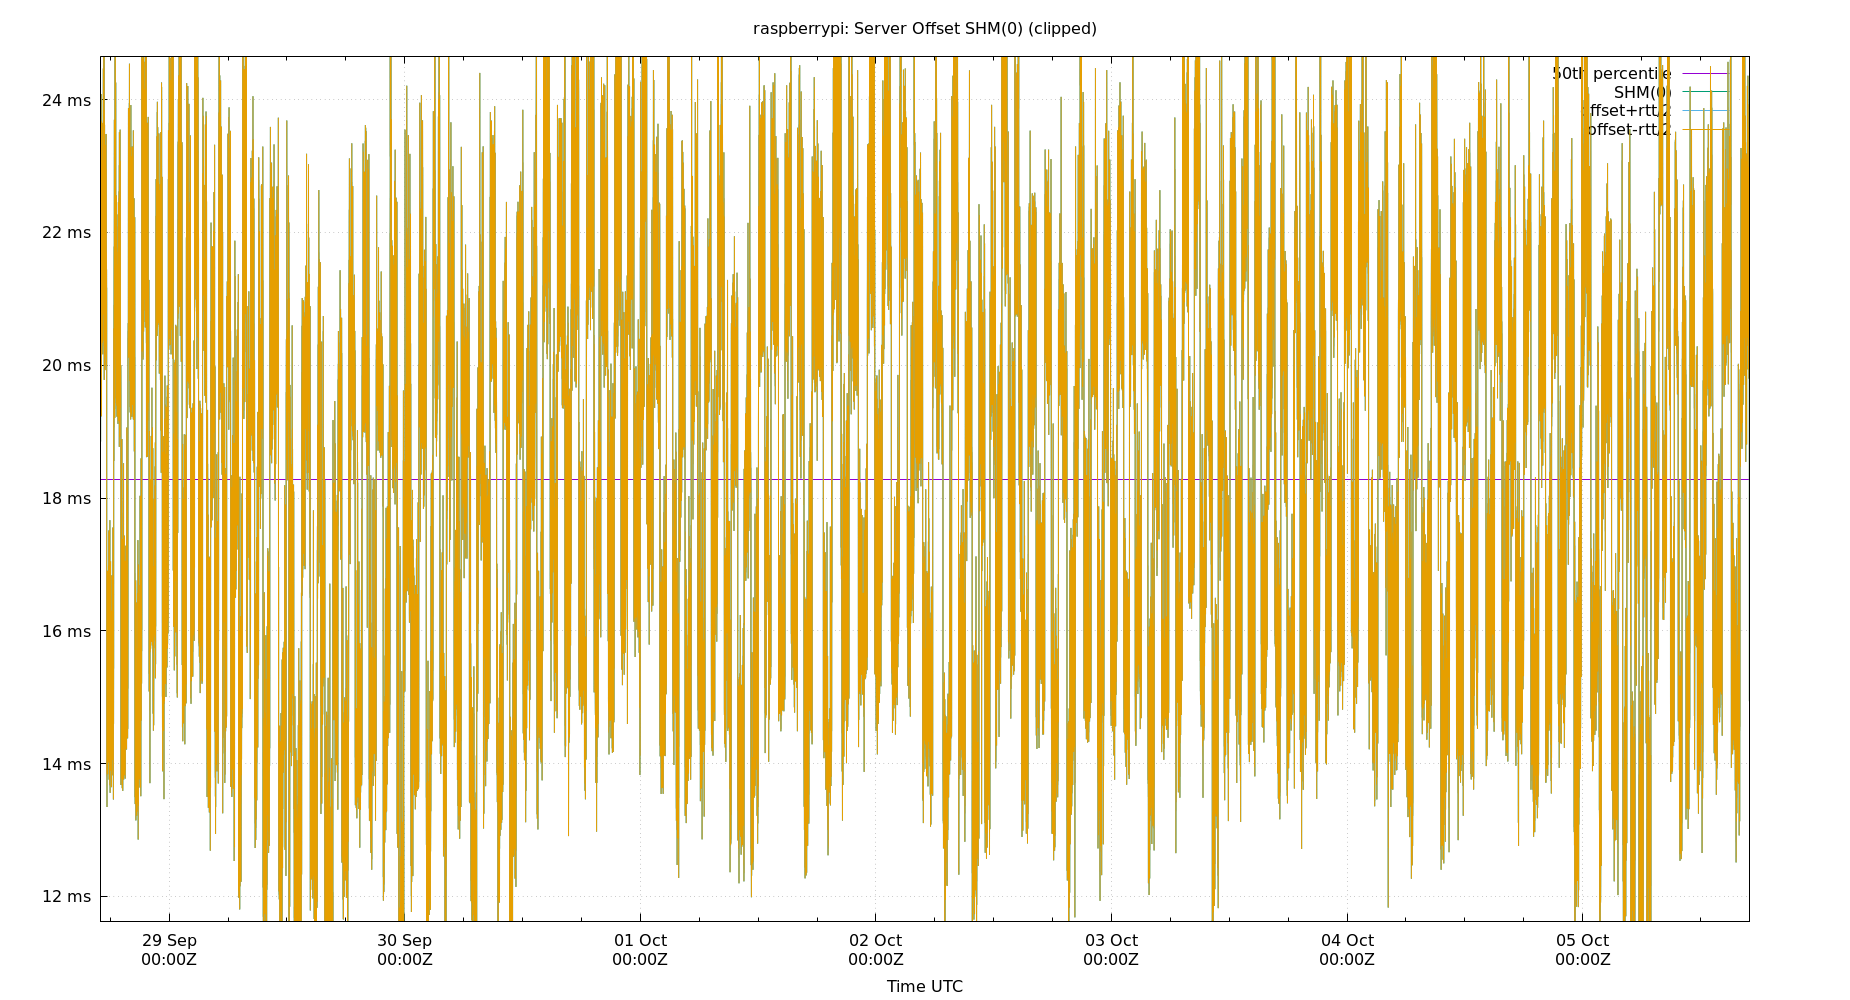 raspberrypi: Server Offset SHM(0) (clipped)
50th percentile
SHM(0)
offset+rtt/2
offset-rtt/2
24 ms
22 ms
20 ms
18 ms
16 ms
14 ms
12 ms
29 Sep
00:00Z
30 Sep
00:00Z
01 Oct
00:00Z
02 Oct
00:00Z
03 Oct
00:00Z
04 Oct
00:00Z
05 Oct
00:00Z
Time UTC